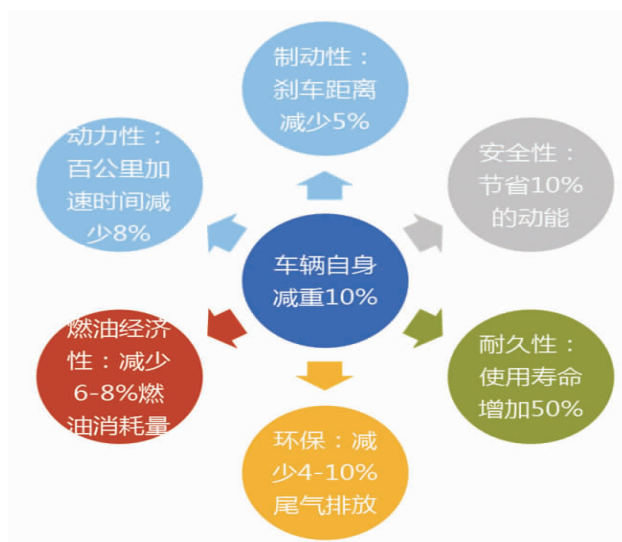 制动性：
刹车距离
减少5%
动力性：
百公里加
速时间减
少8%
安全性：
节省10%
的动能
车辆自身
减重10%
燃油经济
性：减少
6-8%燃
油消耗量
耐久性：
使用寿命
增加50%
环保：减
少4-10%
尾气排放